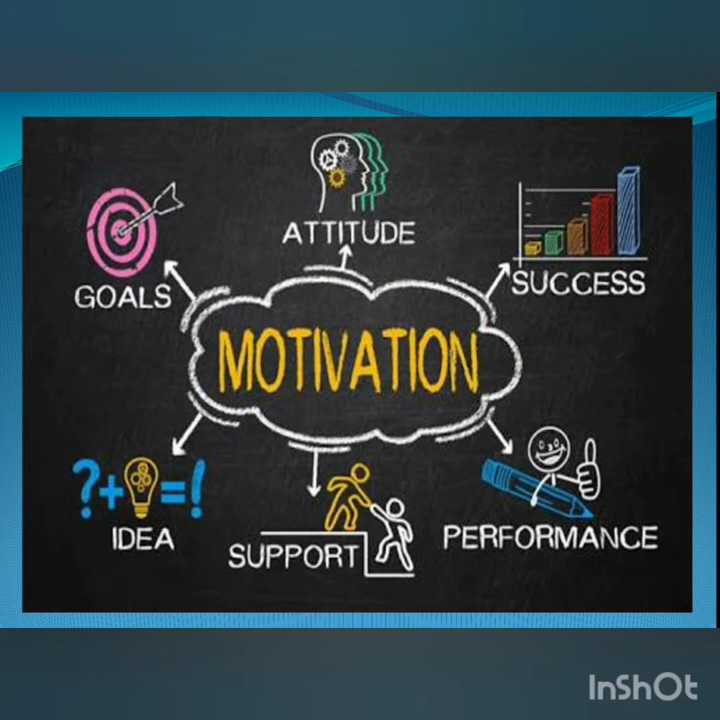 ATTITUDE
GOALS
SUCCESS
MOTIVATION
?+=!
IDEA
SUPPORT
PERFORMANCE
InShOt